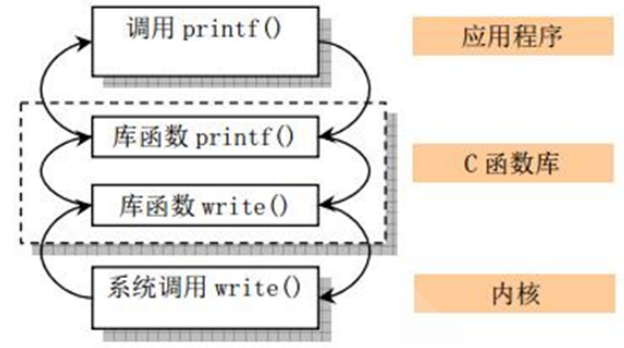 调用 printf()
应用程序
库函数 printf()
C 函数库
库函数 write()
系统调用 write()
内核